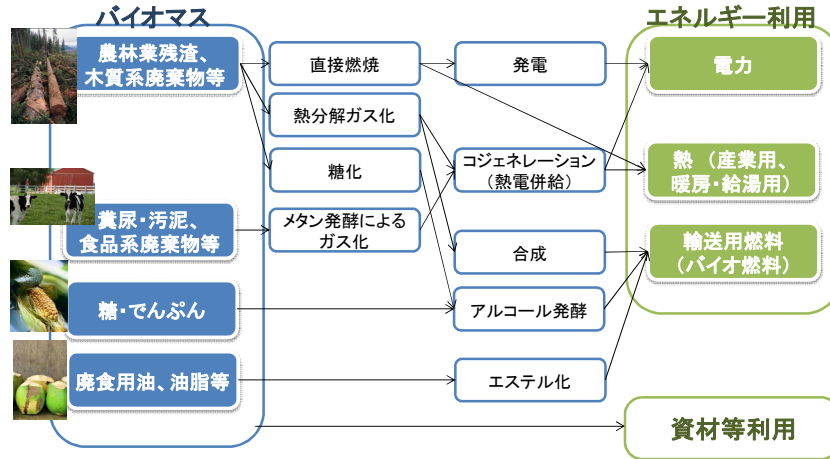 バイオマス
エネルギー利用
農林業残渣、
木質系廃棄物等
直接燃焼
発電
電力
熱分解ガス化
糖化
コジェネレーション
（熱電併給）
熱 （産業用、
暖房・給湯用）
糞尿・汚泥、
食品系廃棄物等
メタン発酵による
ガス化
合成
輸送用燃料
（バイオ燃料）
糖・でんぷん
アルコール発酵
廃食用油、油脂等
エステル化
資材等利用